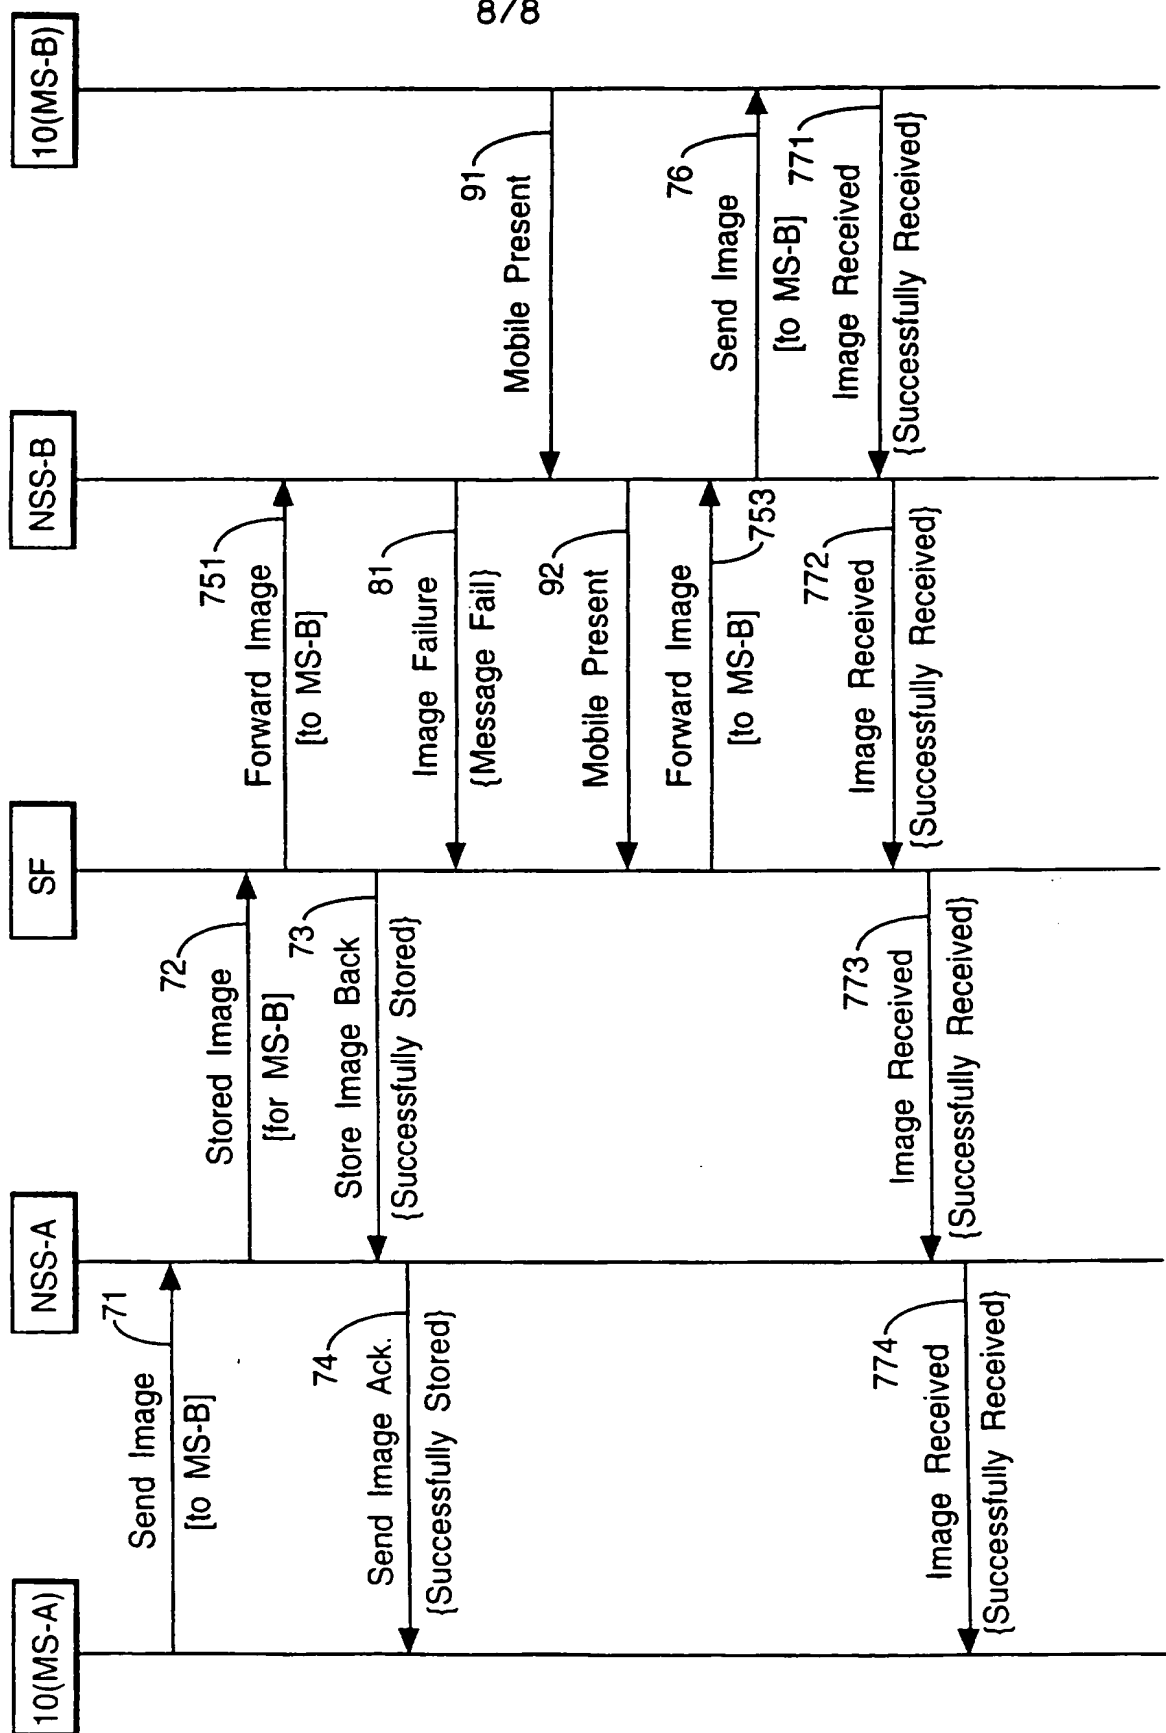 8/8
10(MS-A)
NSS-A
SF
NSS-B
10(MS-B)
71
Send Image
[to MS-B]
72
Stored Image
[for MS-B]
751
Forward Image
[to MS-B]
73
Store Image Back
{Successfully Stored}
74
Send Image Ack.
{Successfully Stored}
81
Image Failure
{Message Fail}
91
Mobile Present
92
Mobile Present
Forward Image
753
[to MS-B]
76
Send Image
[to MS-B]
771
Image Received
{Successfully Received}
772
Image Received
{Successfully Received}
773
Image Received
{Successfully Received}
774
Image Received
{Successfully Received}